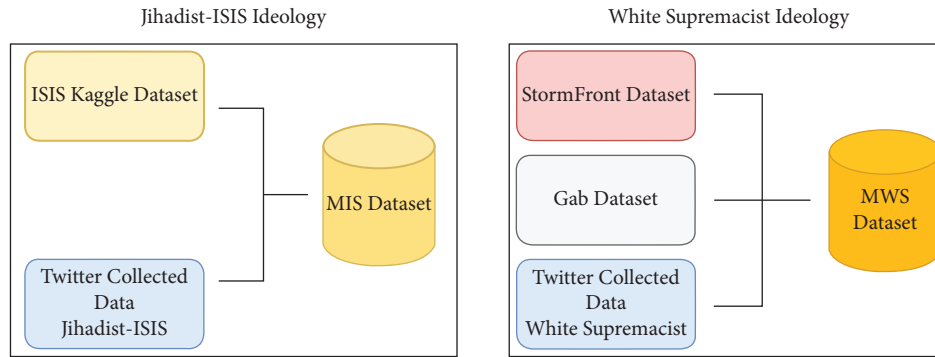 Jihadist-ISIS Ideology
ISIS Kaggle Dataset
MIS Dataset
Twitter Collected
Data
Jihadist-ISIS
White Supremacist Ideology
StormFront Dataset
Gab Dataset
MWS
Dataset
Twitter Collected
Data
White Supremacist